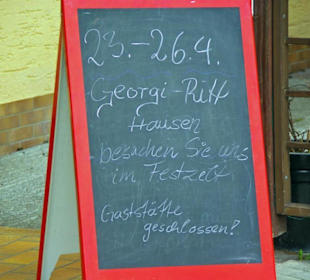 23.-26.4.
Georgi-Ritt
Hausen
besuchen Sie uns
im Festzelt
Gaststätte
geschlossen?